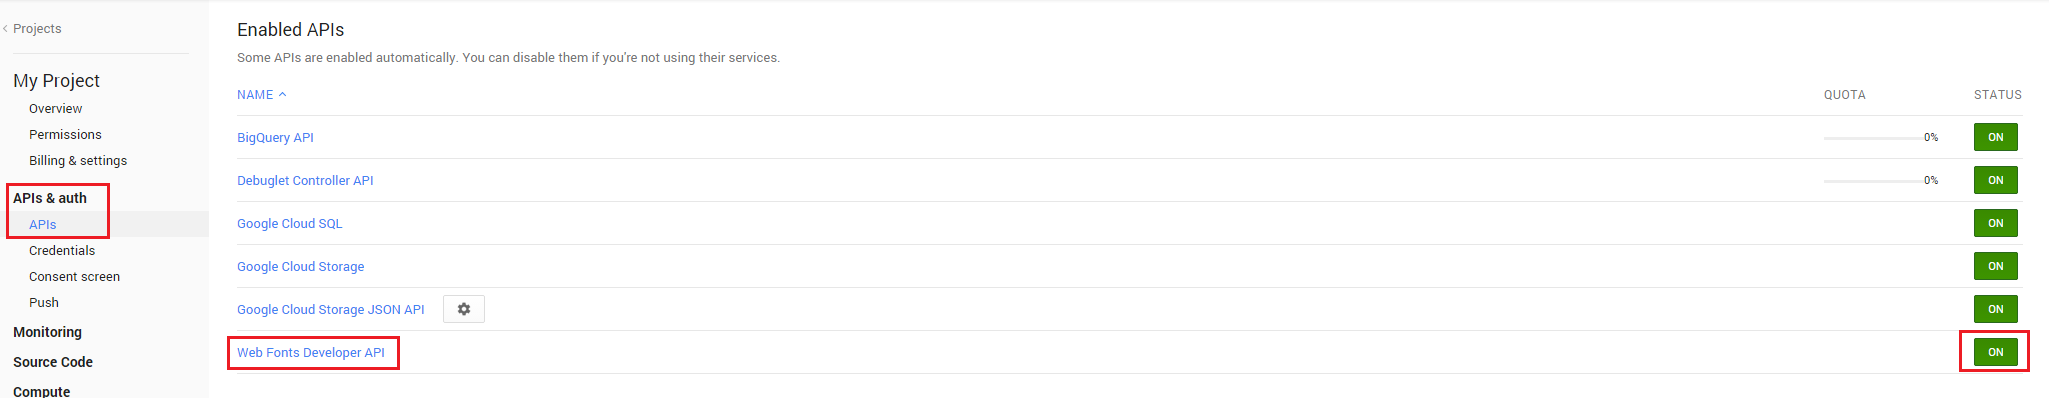 Projects
My Project
Overview
Permissions
Billing & settings
APIs & auth
APIs
Credentials
Consent screen
Push
Monitoring
Source Code
Compute
Enabled APIs
Some APIs are enabled automatically. You can disable them if you're not using their services.
NAME QUOTA STATUS
BigQuery API 0% ON
Debuglet Controller API 0% ON
Google Cloud SQL ON
Google Cloud Storage ON
Google Cloud Storage JSON API ON
Web Fonts Developer API ON